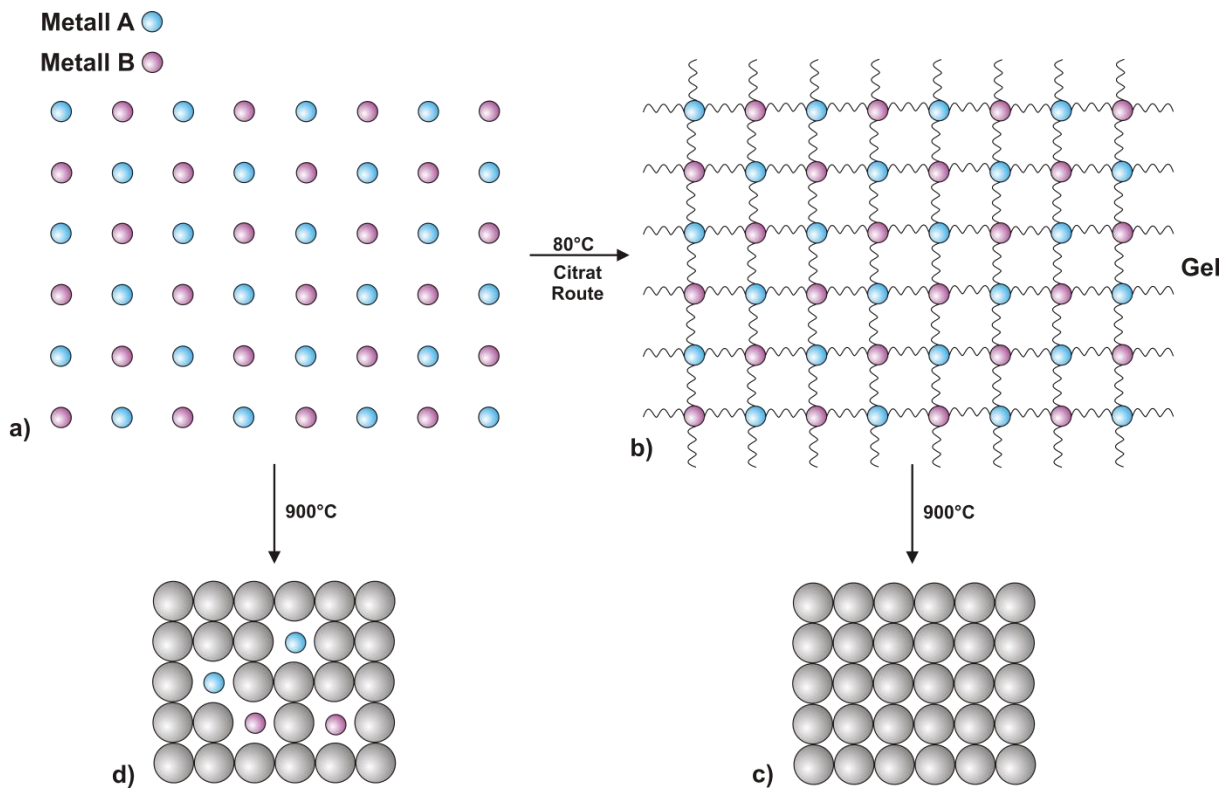 Metall A
Metall B
80°C
Citrat
Route
Gel
a)
b)
900°C
900°C
d)
c)